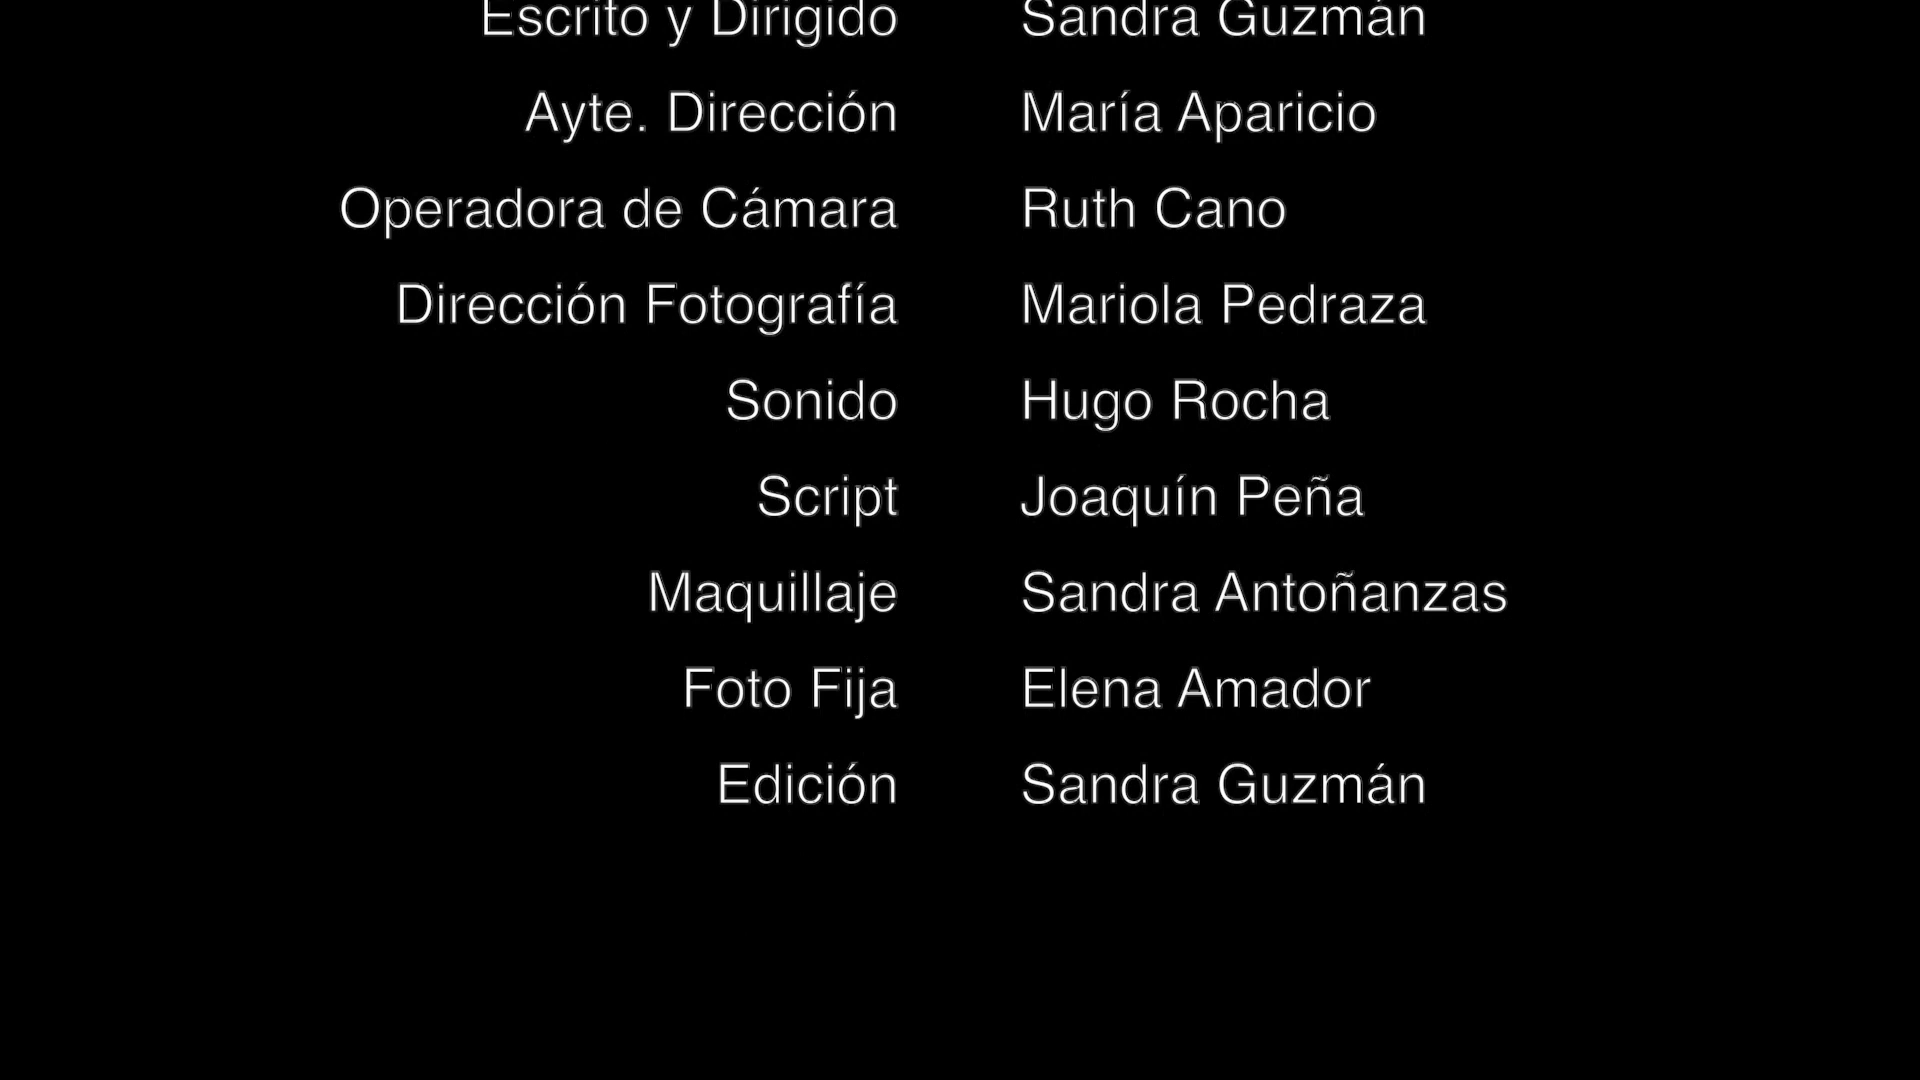 Escrito y Dirigido Sandra Guzmán
Ayte. Dirección María Aparicio
Operadora de Cámara Ruth Cano
Dirección Fotografía Mariola Pedraza
Sonido Hugo Rocha
Script Joaquín Peña
Maquillaje Sandra Antoñanzas
Foto Fija Elena Amador
Edición Sandra Guzmán